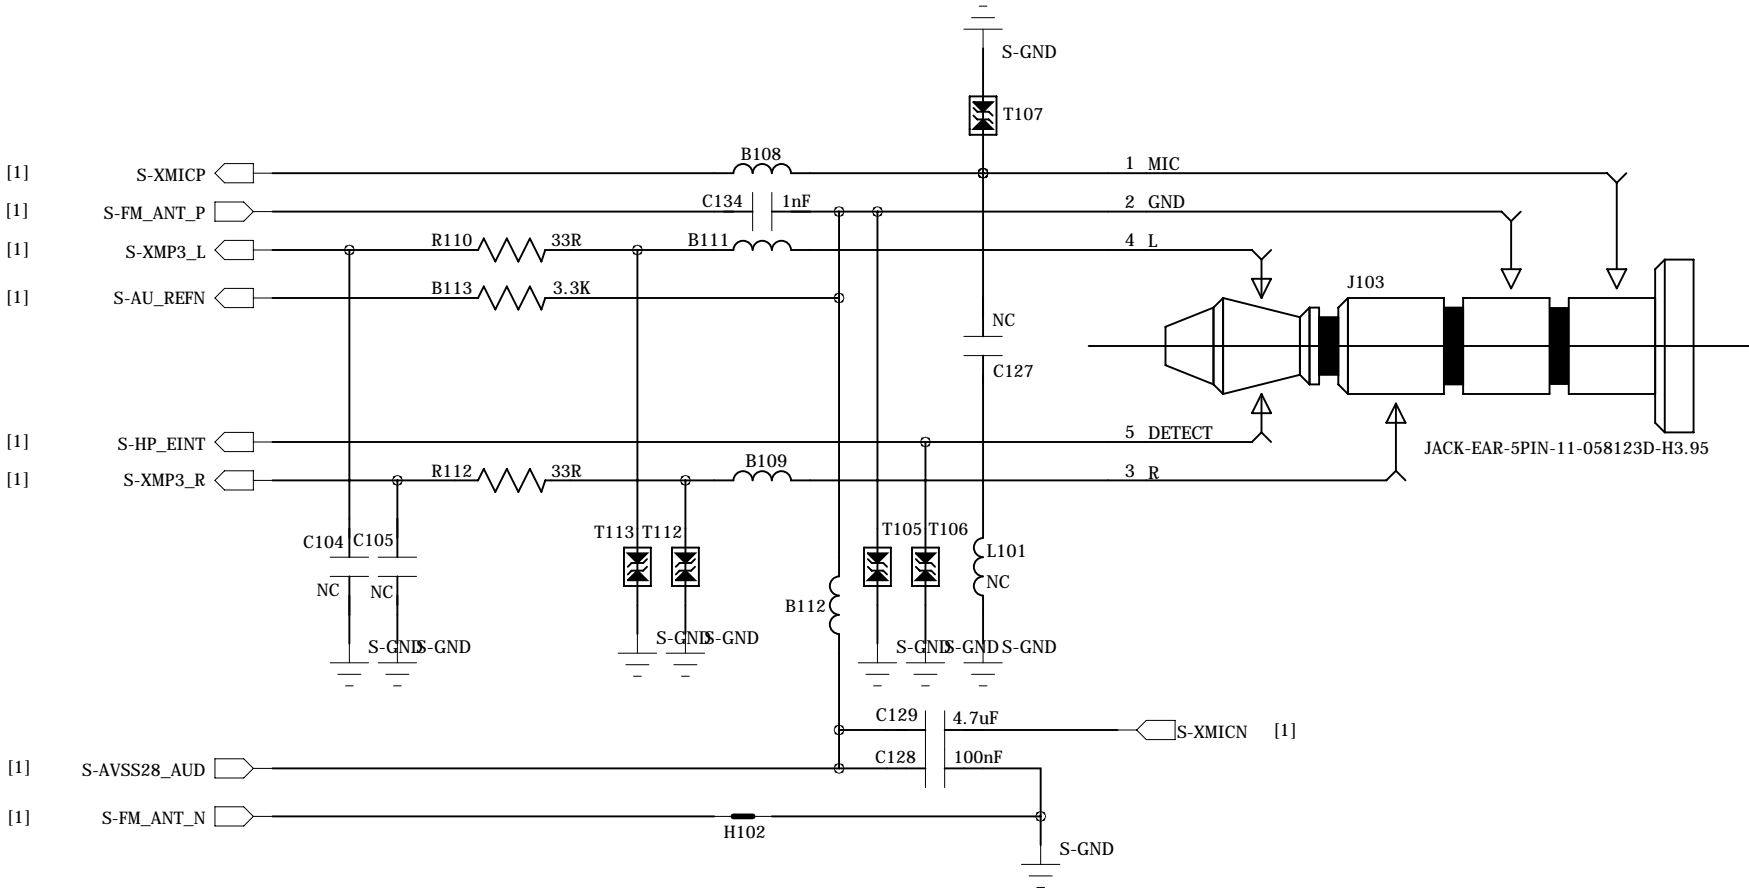 S-GND
T107
B108
[1] S-XMICP 1 MIC
C134 1nF
[1] S-FM_ANT_P 2 GND
R110 33R B111
[1] S-XMP3_L 4 L
J103
B113 3.3K
[1] S-AU_REFN
NC
C127
[1] S-HP_EINT 5 DETECT
JACK-EAR-5PIN-11-058123D-H3.95
B109
R112 33R
[1] S-XMP3_R 3 R
C104 C105 T113 T112 T105 T106
L101
NC NC NC
B112
S-GND S-GND S-GND S-GND S-GND S-GND S-GND
C129 4.7uF
S-XMICN [1]
C128 100nF
[1] S-AVSS28_AUD
[1] S-FM_ANT_N
H102
S-GND